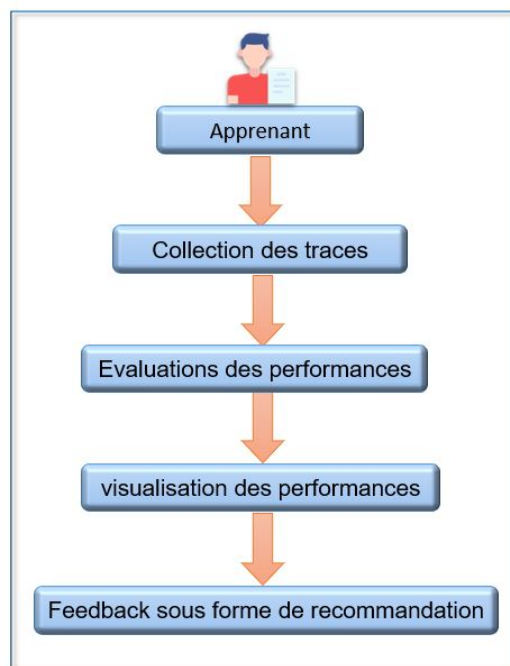 Apprenant
Collection des traces
Evaluations des performances
visualisation des performances
Feedback sous forme de recommandation